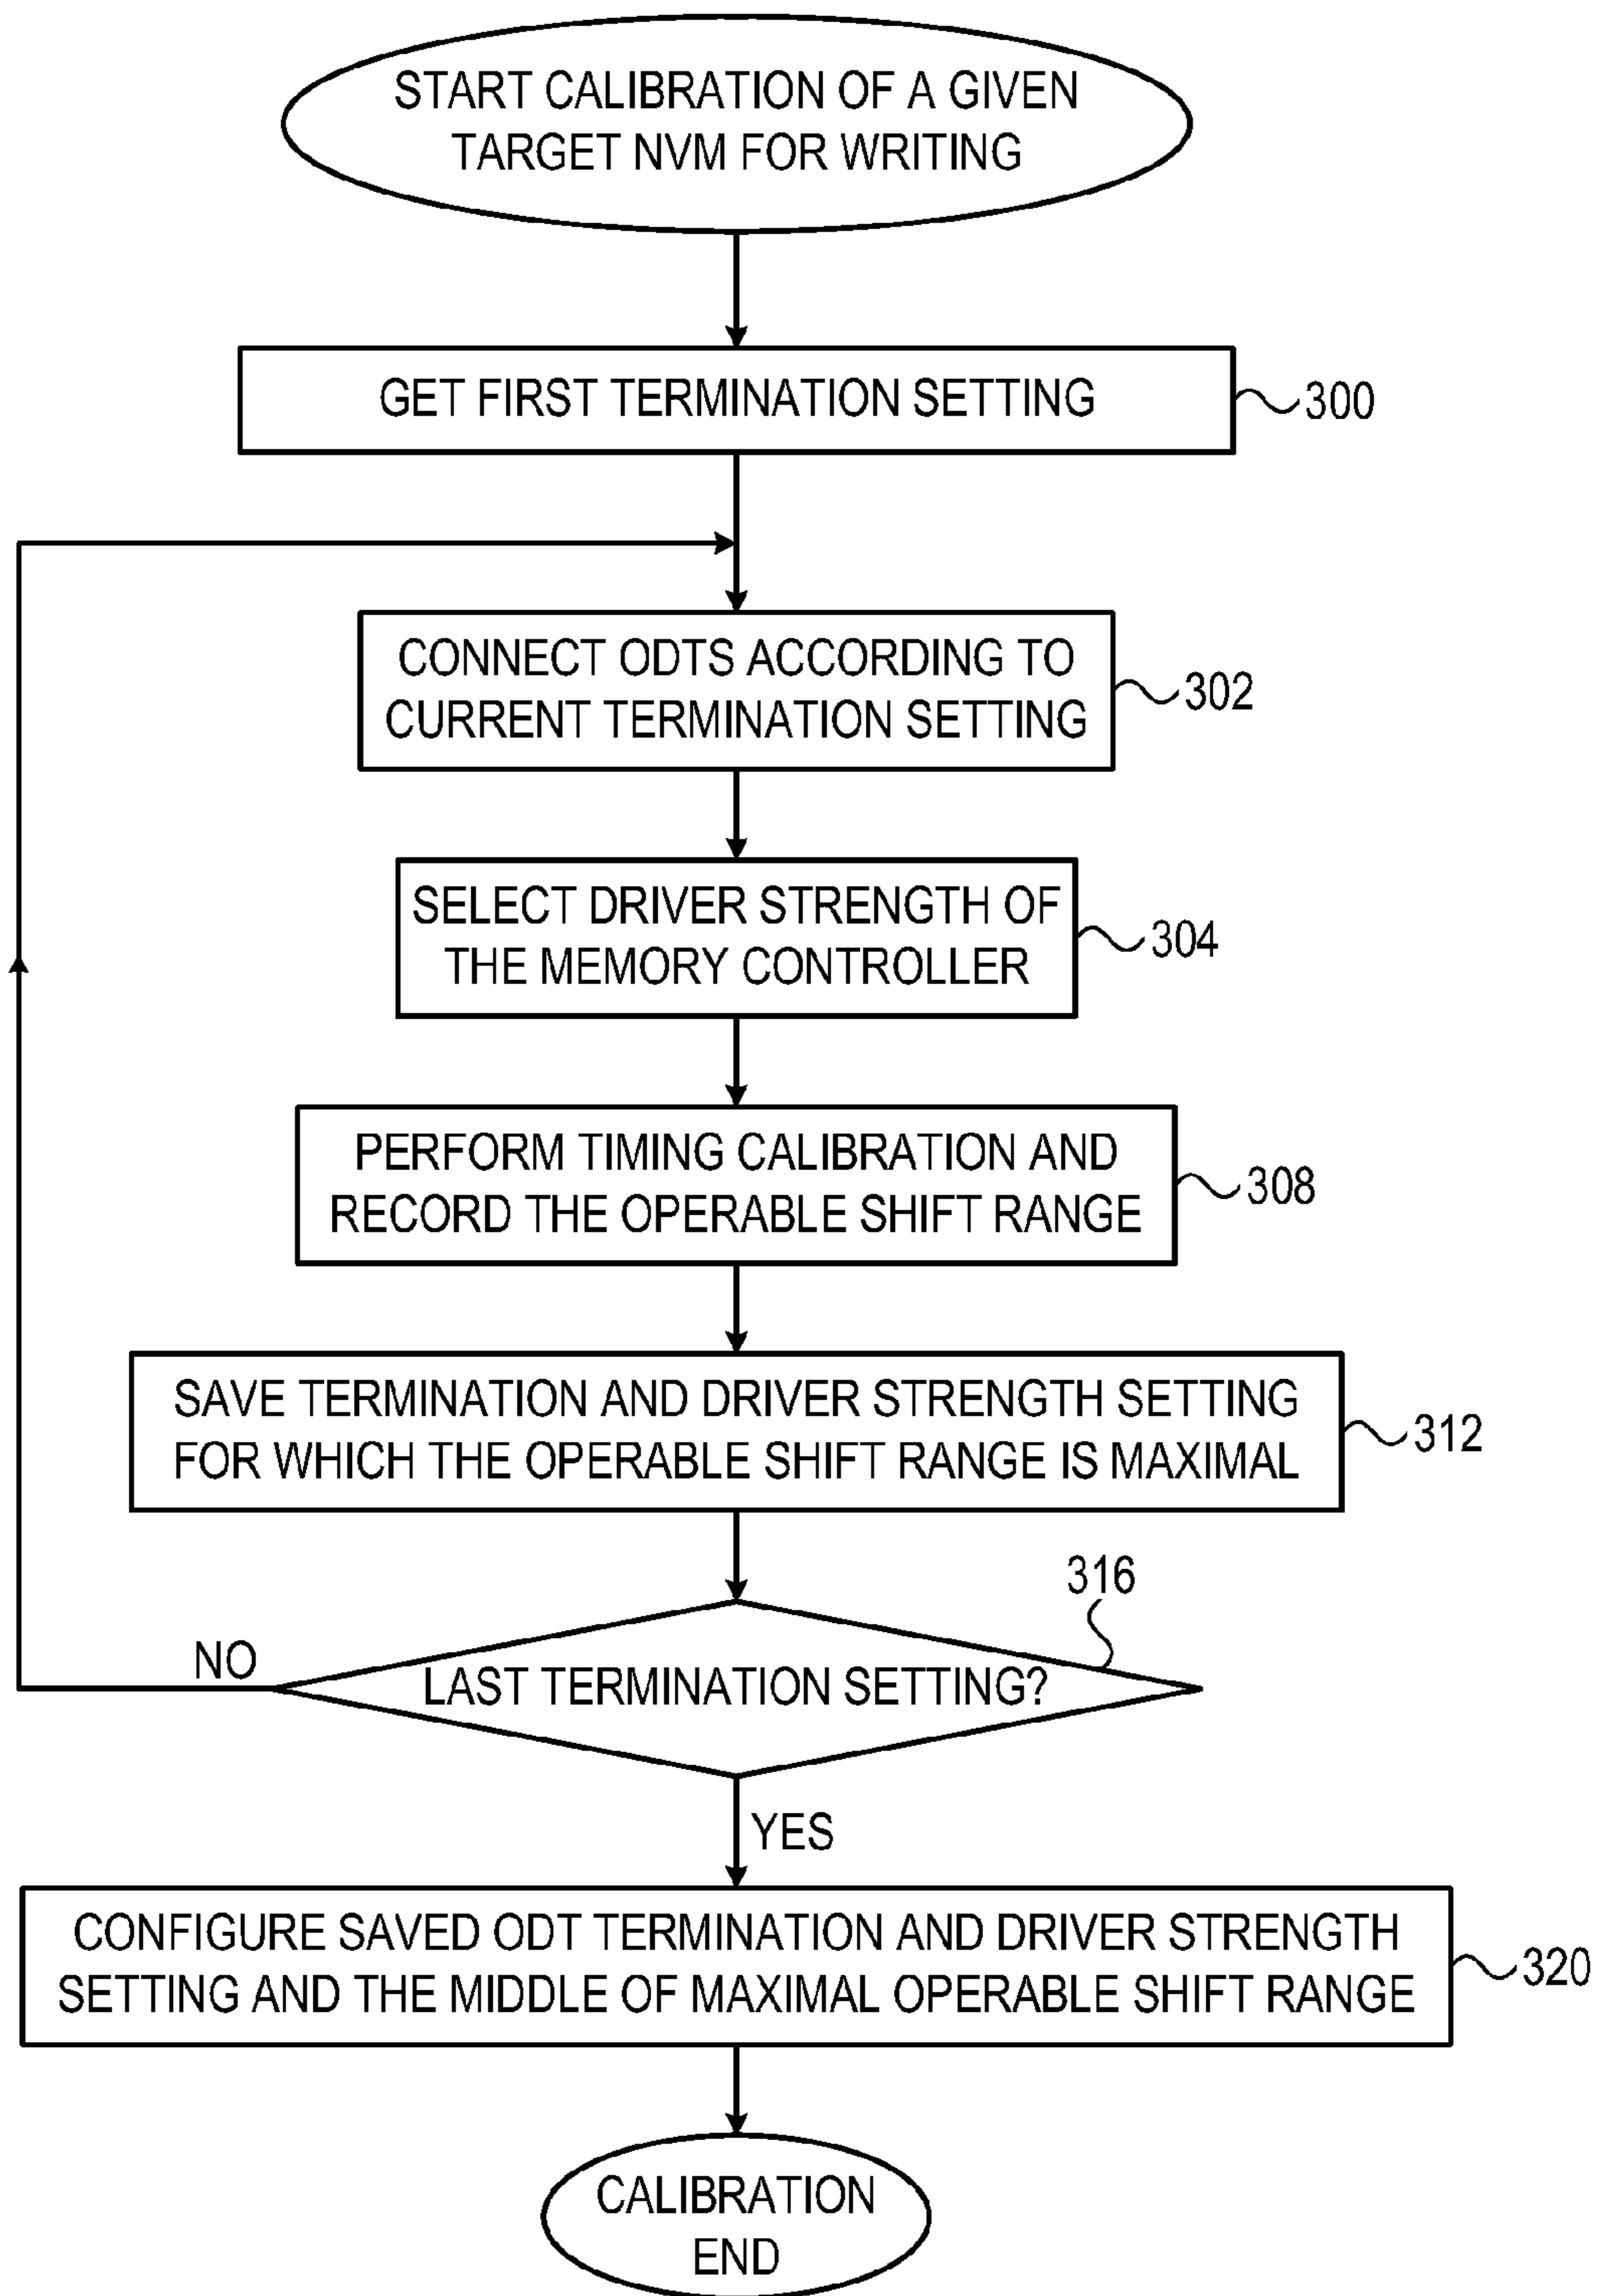 START CALIBRATION OF A GIVEN
TARGET NVM FOR WRITING
GET FIRST TERMINATION SETTING
300
CONNECT ODTS ACCORDING TO
CURRENT TERMINATION SETTING
302
SELECT DRIVER STRENGTH OF
THE MEMORY CONTROLLER
304
PERFORM TIMING CALIBRATION AND
RECORD THE OPERABLE SHIFT RANGE
308
SAVE TERMINATION AND DRIVER STRENGTH SETTING
FOR WHICH THE OPERABLE SHIFT RANGE IS MAXIMAL
312
316
NO
LAST TERMINATION SETTING?
YES
CONFIGURE SAVED ODT TERMINATION AND DRIVER STRENGTH
SETTING AND THE MIDDLE OF MAXIMAL OPERABLE SHIFT RANGE
320
CALIBRATION
END